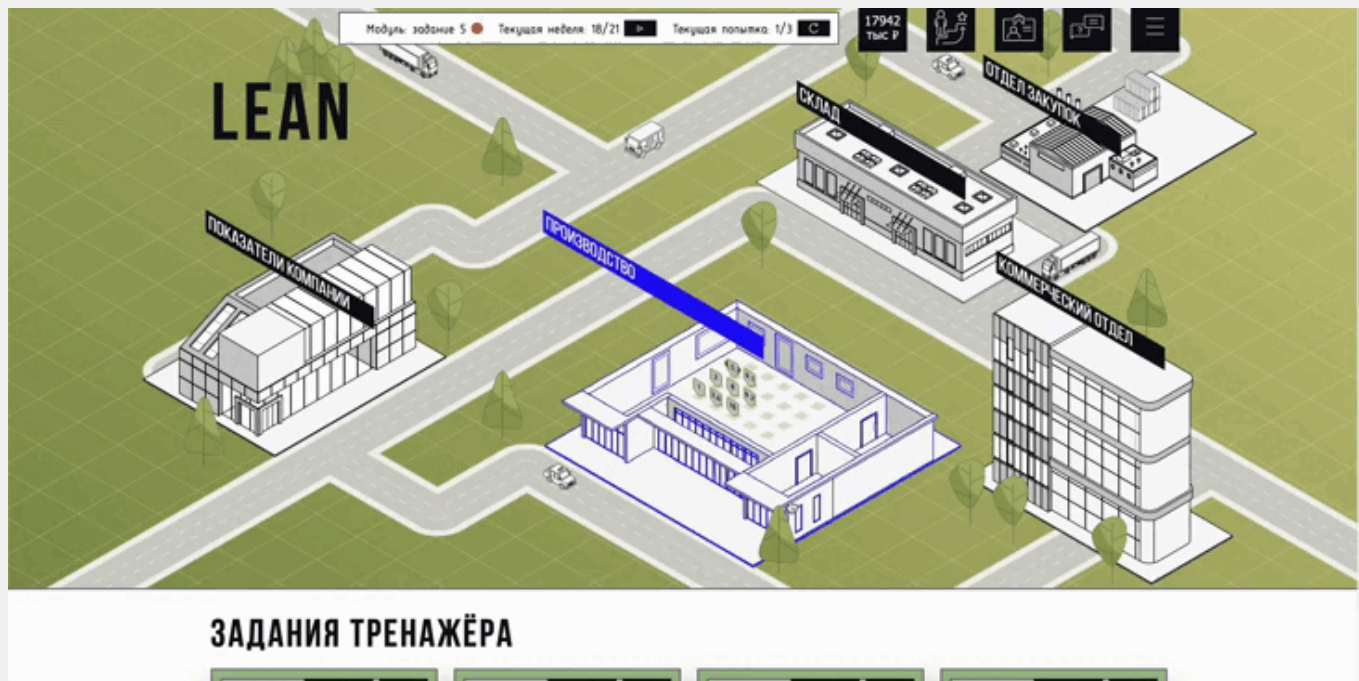 Модуль: задание 5
Текущая неделя: 18/21
Текущая попытка: 1/3
17942
тыс ₽
LEAN
СКЛАД
ОТДЕЛ ЗАКУПОК
ПОКАЗАТЕЛИ КОМПАНИИ
ПРОИЗВОДСТВО
КОММЕРЧЕСКИЙ ОТДЕЛ
ЗАДАНИЯ ТРЕНАЖЁРА